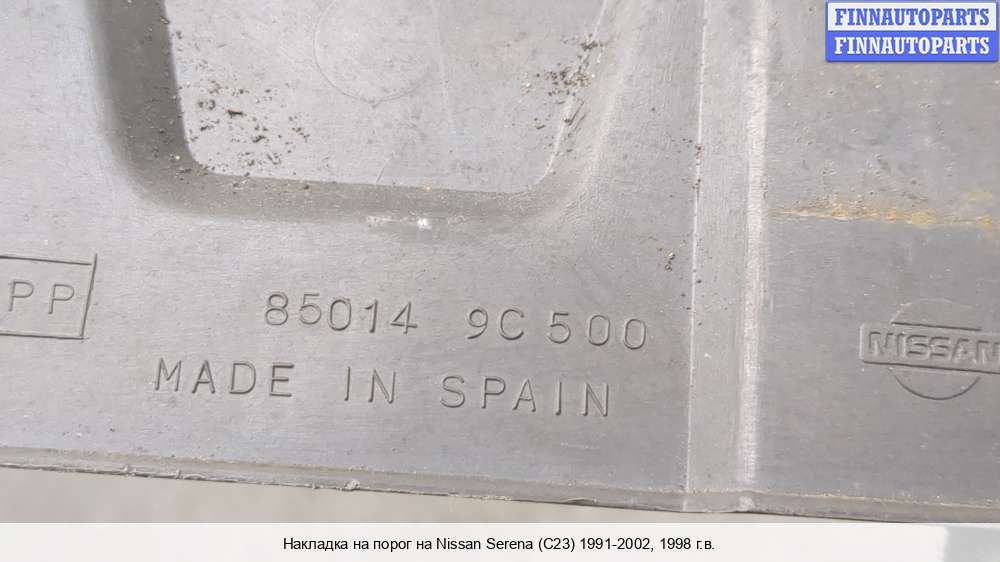 FINNAUTOPARTS
FINNAUTOPARTS
PP
85014 9C500
MADE IN SPAIN
NISSAN
Накладка на порог на Nissan Serena (C23) 1991-2002, 1998 г.в.